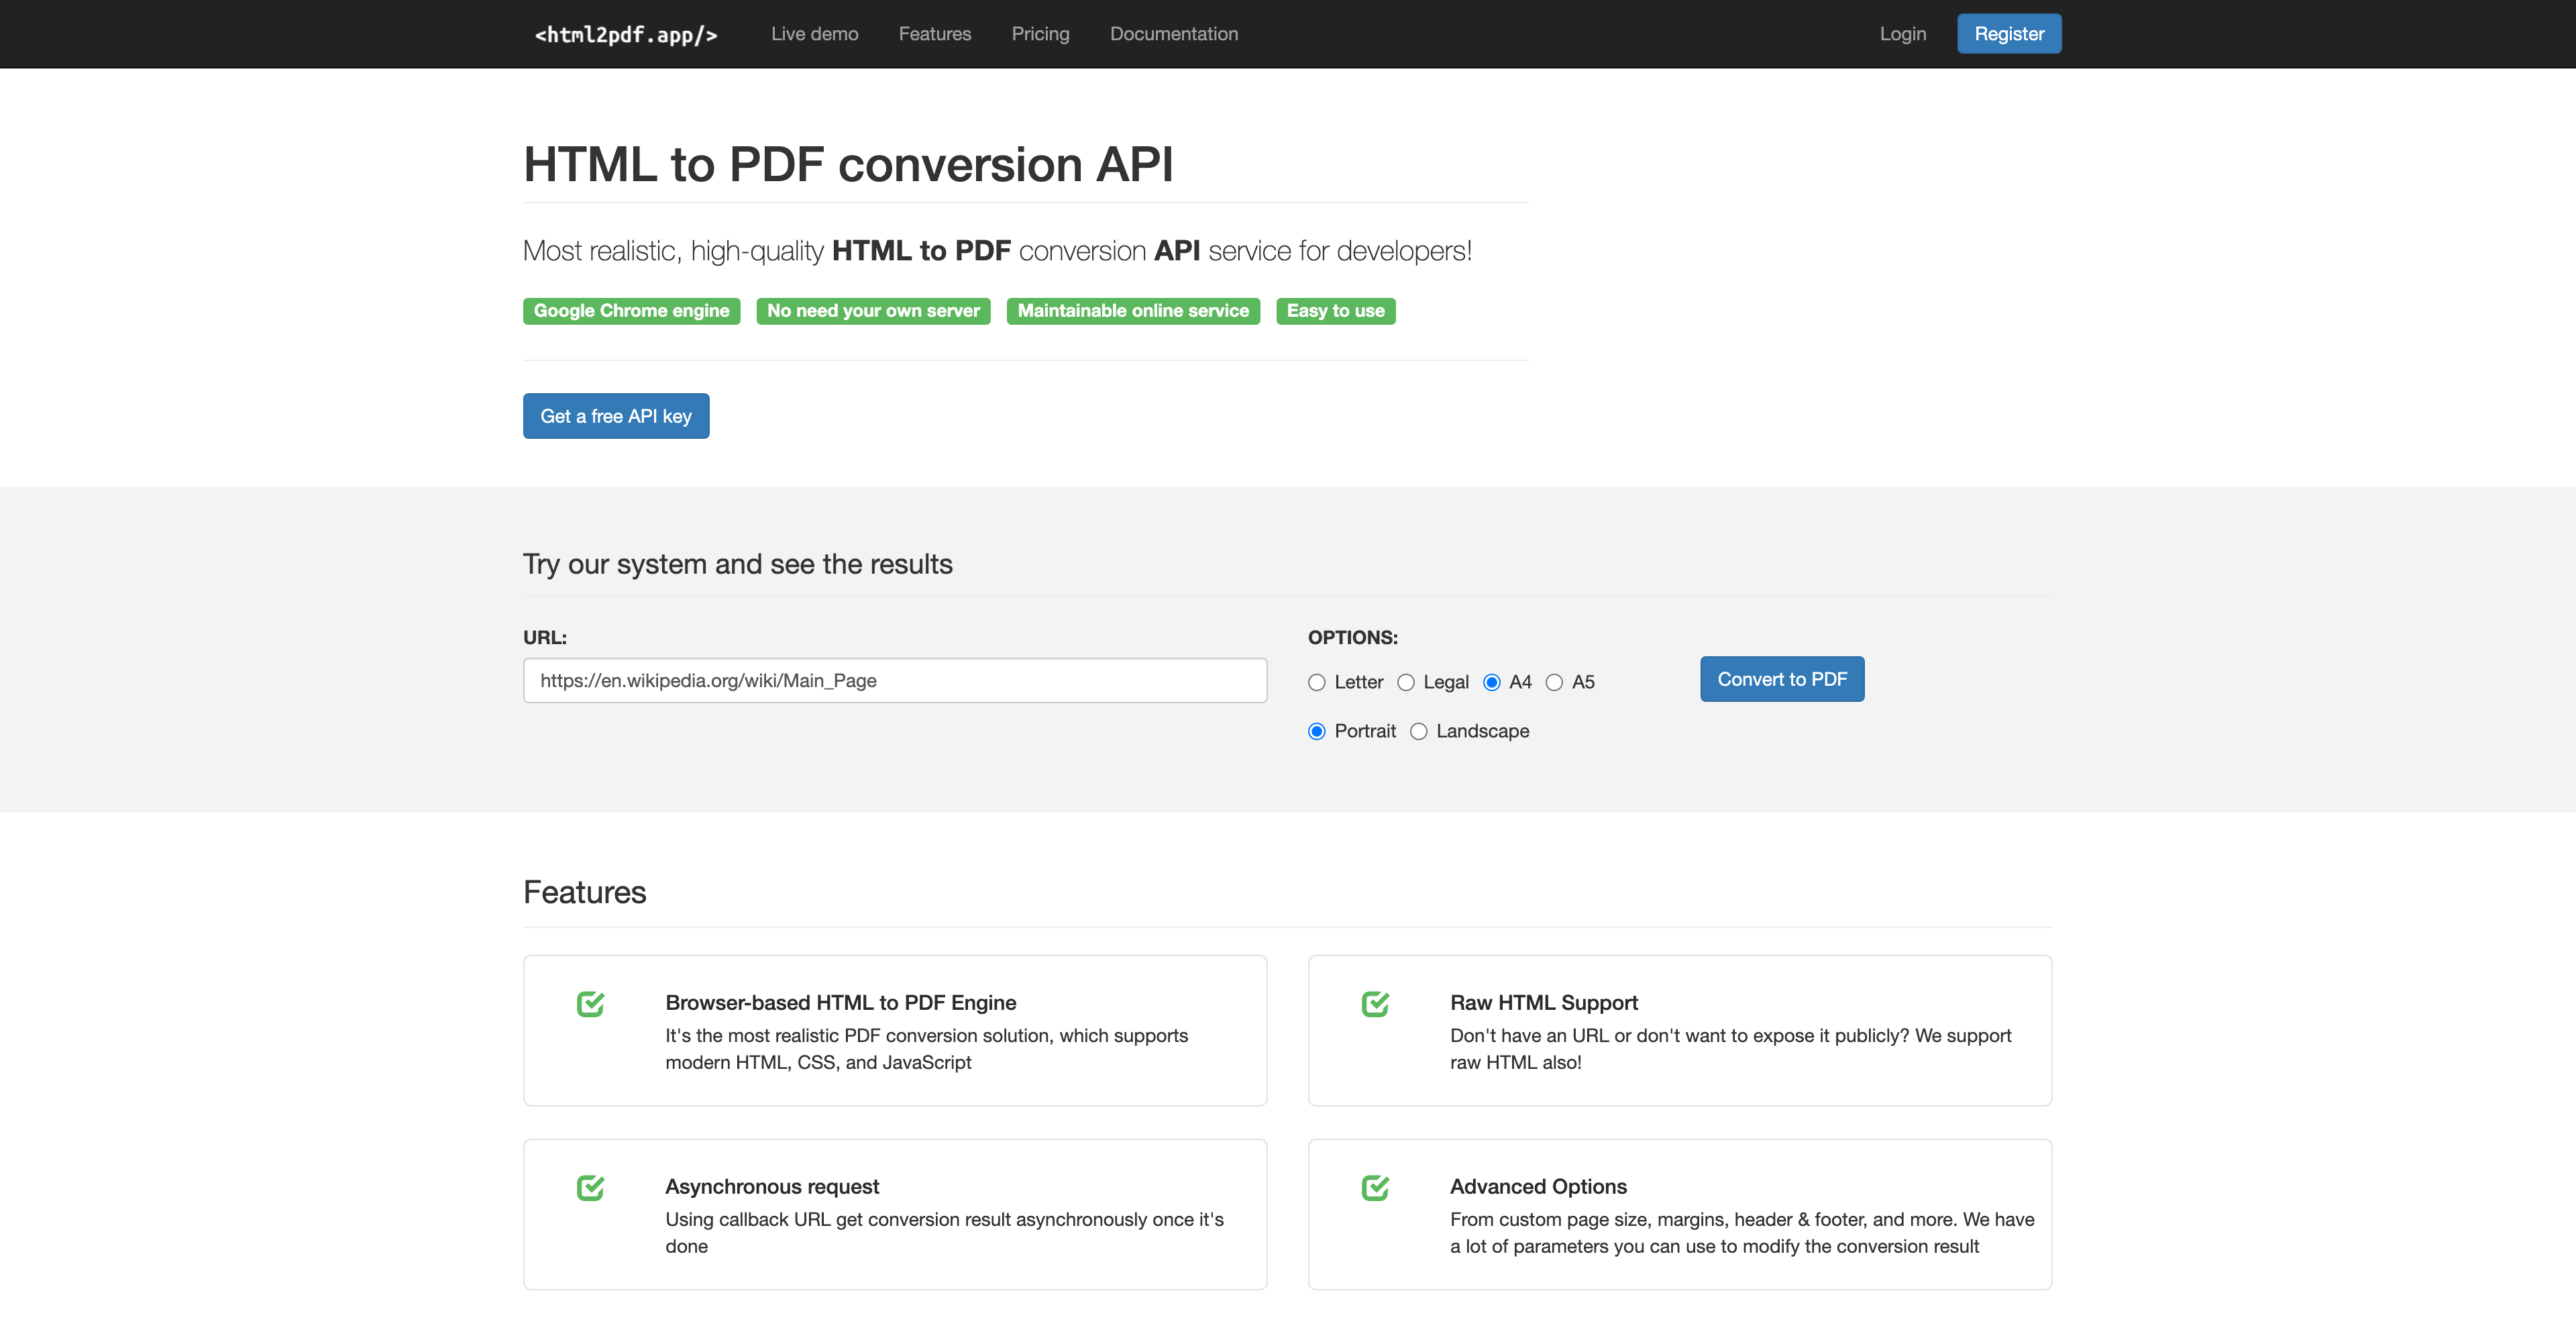 <html2pdf.app/> Live demo Features Pricing Documentation Login Register
HTML to PDF conversion API
Most realistic, high-quality HTML to PDF conversion API service for developers!
Google Chrome engine No need your own server Maintainable online service Easy to use
Get a free API key
Try our system and see the results
URL:
https://en.wikipedia.org/wiki/Main_Page
OPTIONS:
Letter Legal A4 A5
Portrait Landscape
Convert to PDF
Features
Browser-based HTML to PDF Engine
It's the most realistic PDF conversion solution, which supports
modern HTML, CSS, and JavaScript
Raw HTML Support
Don't have an URL or don't want to expose it publicly? We support
raw HTML also!
Asynchronous request
Using callback URL get conversion result asynchronously once it's
done
Advanced Options
From custom page size, margins, header & footer, and more. We have
a lot of parameters you can use to modify the conversion result